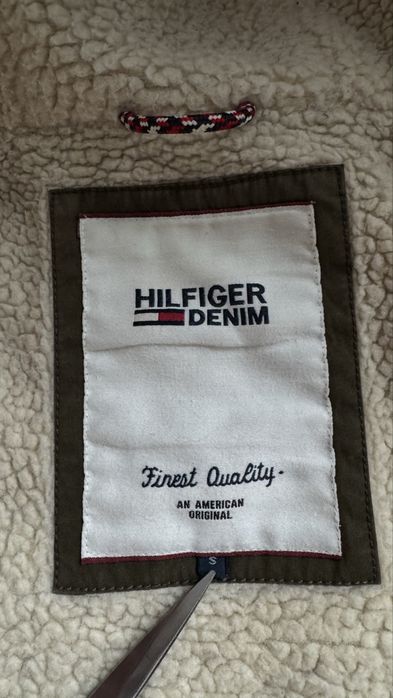 HILFIGER
DENIM
Finest Quality-
AN AMERICAN
ORIGINAL
S